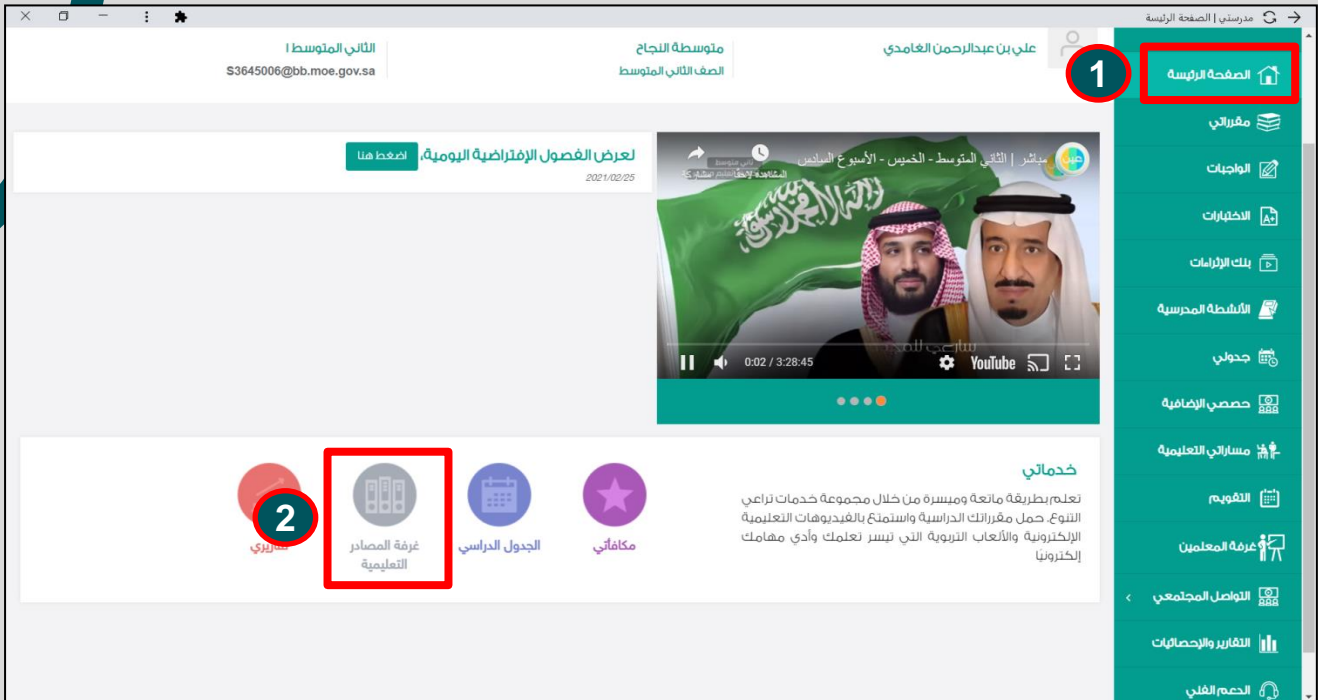 مدرستي | الصفحة الرئيسة
علي بن عبدالرحمن الغامدي
متوسطة النجاح
الصف الثاني المتوسط
الثاني المتوسط ا
S3645006@bb.moe.gov.sa
1
الصفحة الرئيسة
مقرراتي
الواجبات
الاختبارات
بنك الإثراءات
الأنشطة المدرسية
جدولي
حصصي الإضافية
مساراتي التعليمية
التقويم
غرفة المعلمين
التواصل المجتمعي
التقارير والإحصائيات
الدعم الفني
مباشر | الثاني المتوسط - الخميس - الأسبوع السادس
عين
المشاهدة لاحقًا
مشاركة
0:02 / 3:28:45
YouTube
لعرض الفصول الإفتراضية اليومية، اضغط هنا
2021/02/25
خدماتي
تعلم بطريقة ماتعة وميسرة من خلال مجموعة خدمات تراعي
التنوع. حمل مقرراتك الدراسية واستمتع بالفيديوهات التعليمية
الإلكترونية والألعاب التربوية التي تيسر تعلمك وأدي مهامك
إلكترونيًا
مكافأتي
الجدول الدراسي
غرفة المصادر
التعليمية
2